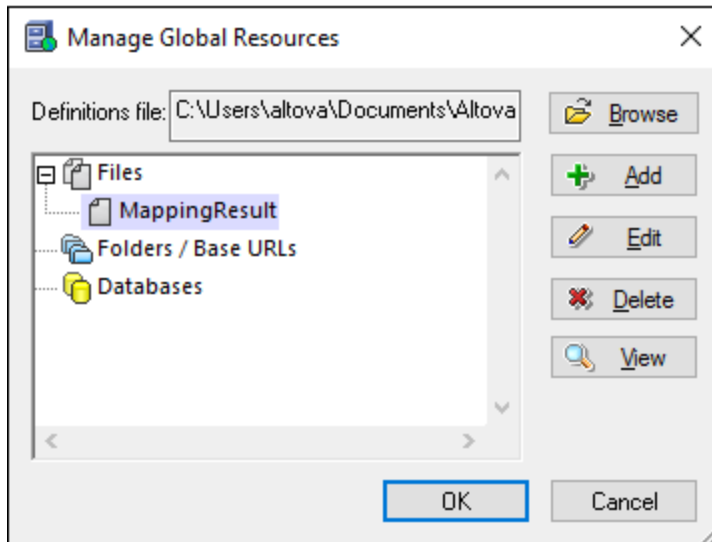 Manage Global Resources
Definitions file: C:\Users\altova\Documents\Altova
Browse
Files
Add
MappingResult
Edit
Folders / Base URLs
Databases
Delete
View
OK
Cancel